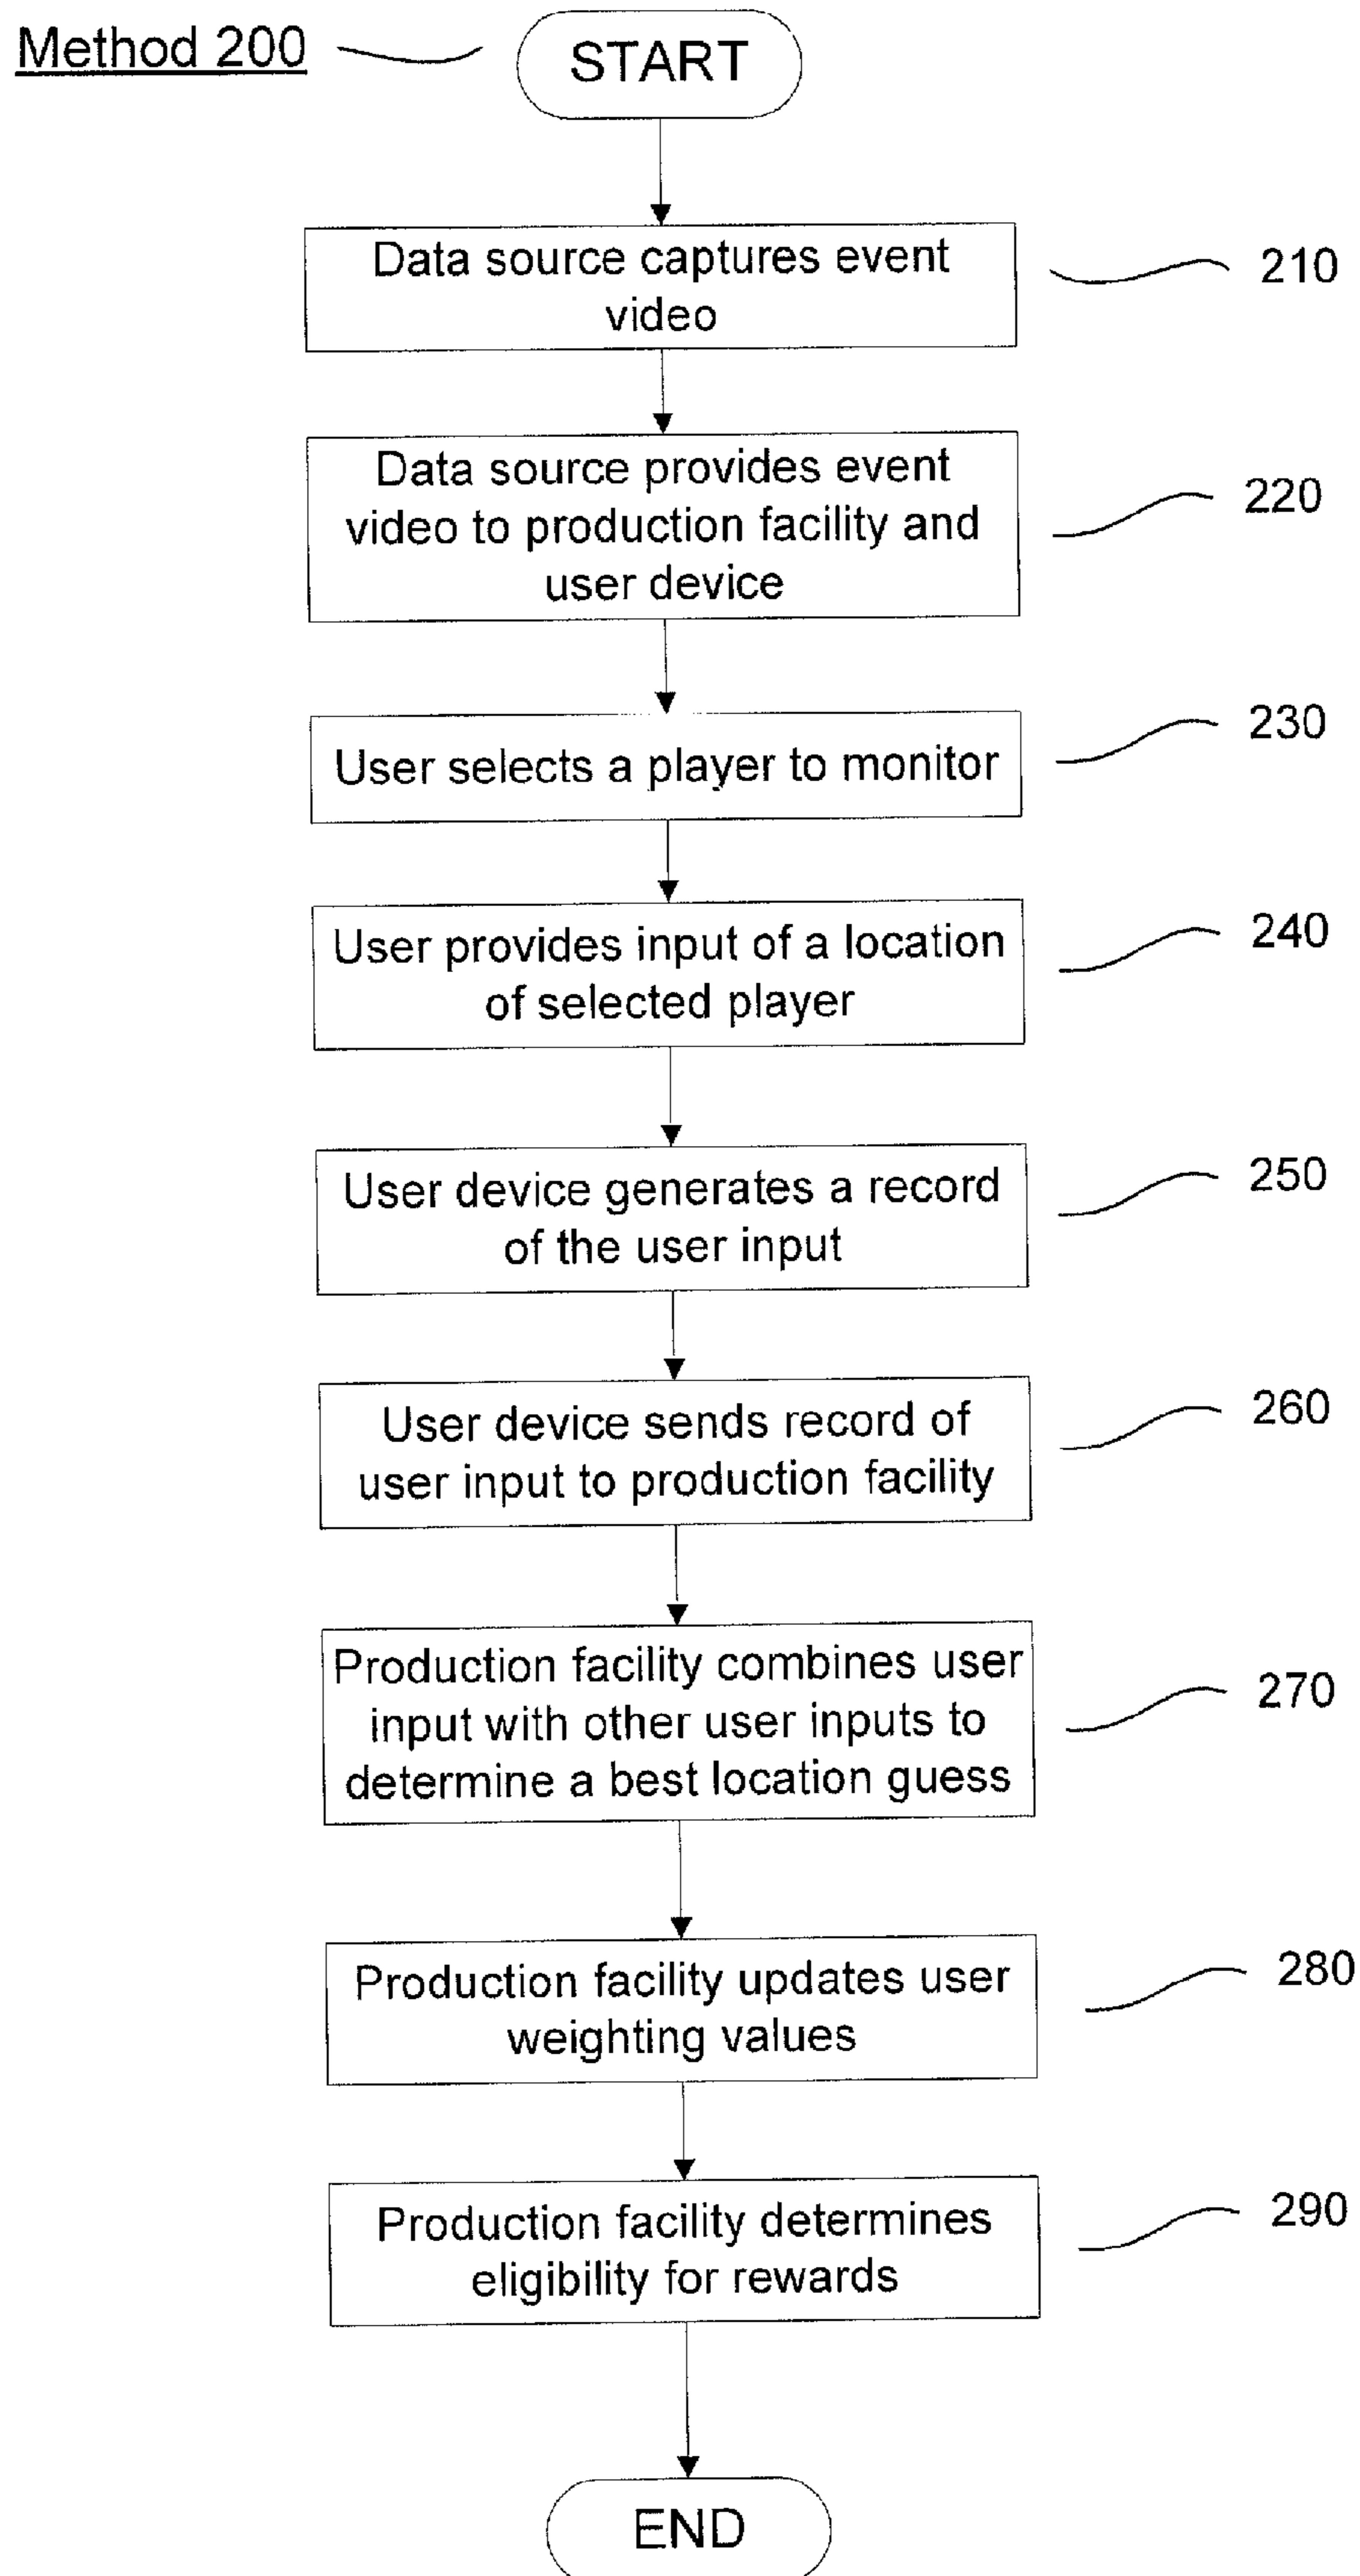 Method 200
START
Data source captures event
video
210
Data source provides event
video to production facility and
user device
220
User selects a player to monitor
230
User provides input of a location
of selected player
240
User device generates a record
of the user input
250
User device sends record of
user input to production facility
260
Production facility combines user
input with other user inputs to
determine a best location guess
270
Production facility updates user
weighting values
280
Production facility determines
eligibility for rewards
290
END